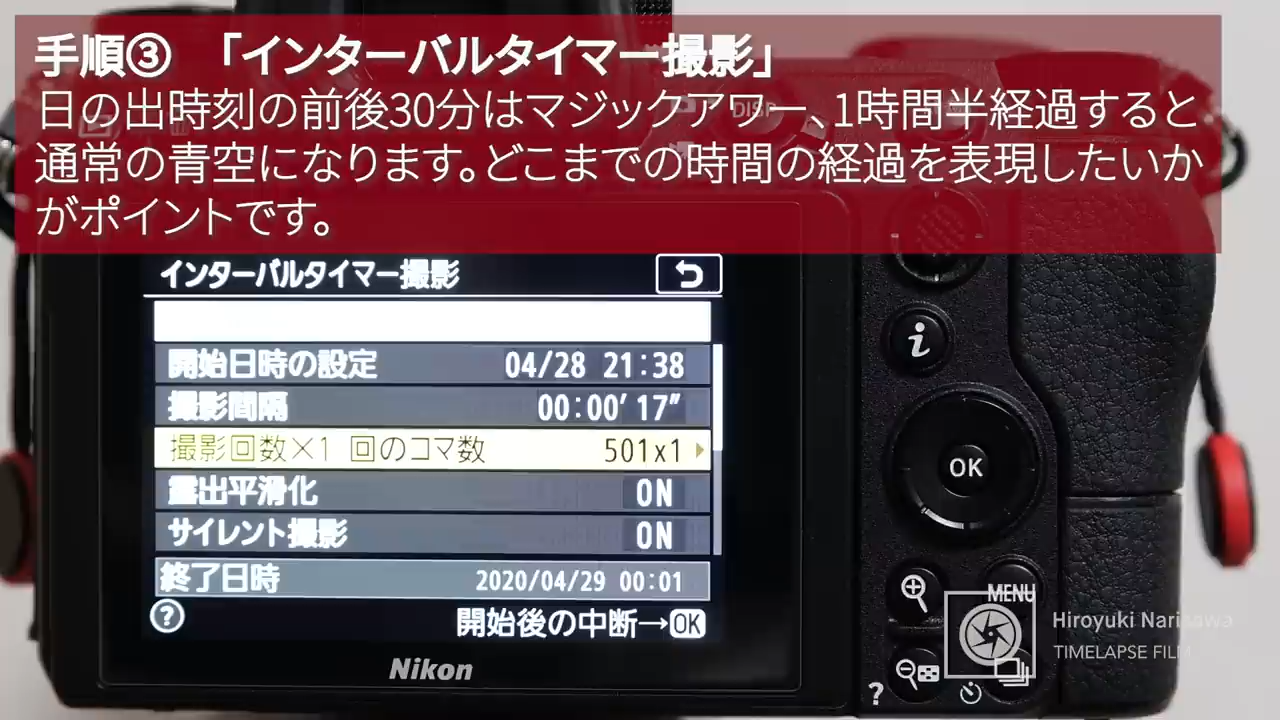 手順③　「インターバルタイマー撮影」
日の出時刻の前後30分はマジックアワー、1時間半経過すると
通常の青空になります。どこまでの時間の経過を表現したいか
がポイントです。
DISP
インターバルタイマー撮影
開始日時の設定 04/28 21:38
撮影間隔 00:00′17″
撮影回数×1 回のコマ数 501x1
露出平滑化 ON
サイレント撮影 ON
終了日時 2020/04/29 00:01
? 開始後の中断→OK
Nikon
i
OK
MENU
?
Hiroyuki Narisawa
TIMELAPSE FILM